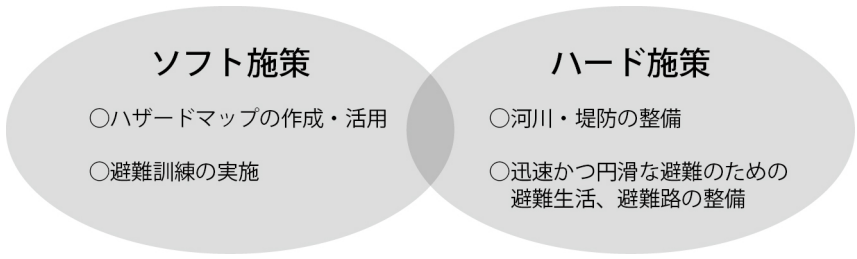 ソフト施策
○ハザードマップの作成・活用
○避難訓練の実施
ハード施策
○河川・堤防の整備
○迅速かつ円滑な避難のための
避難生活、避難路の整備